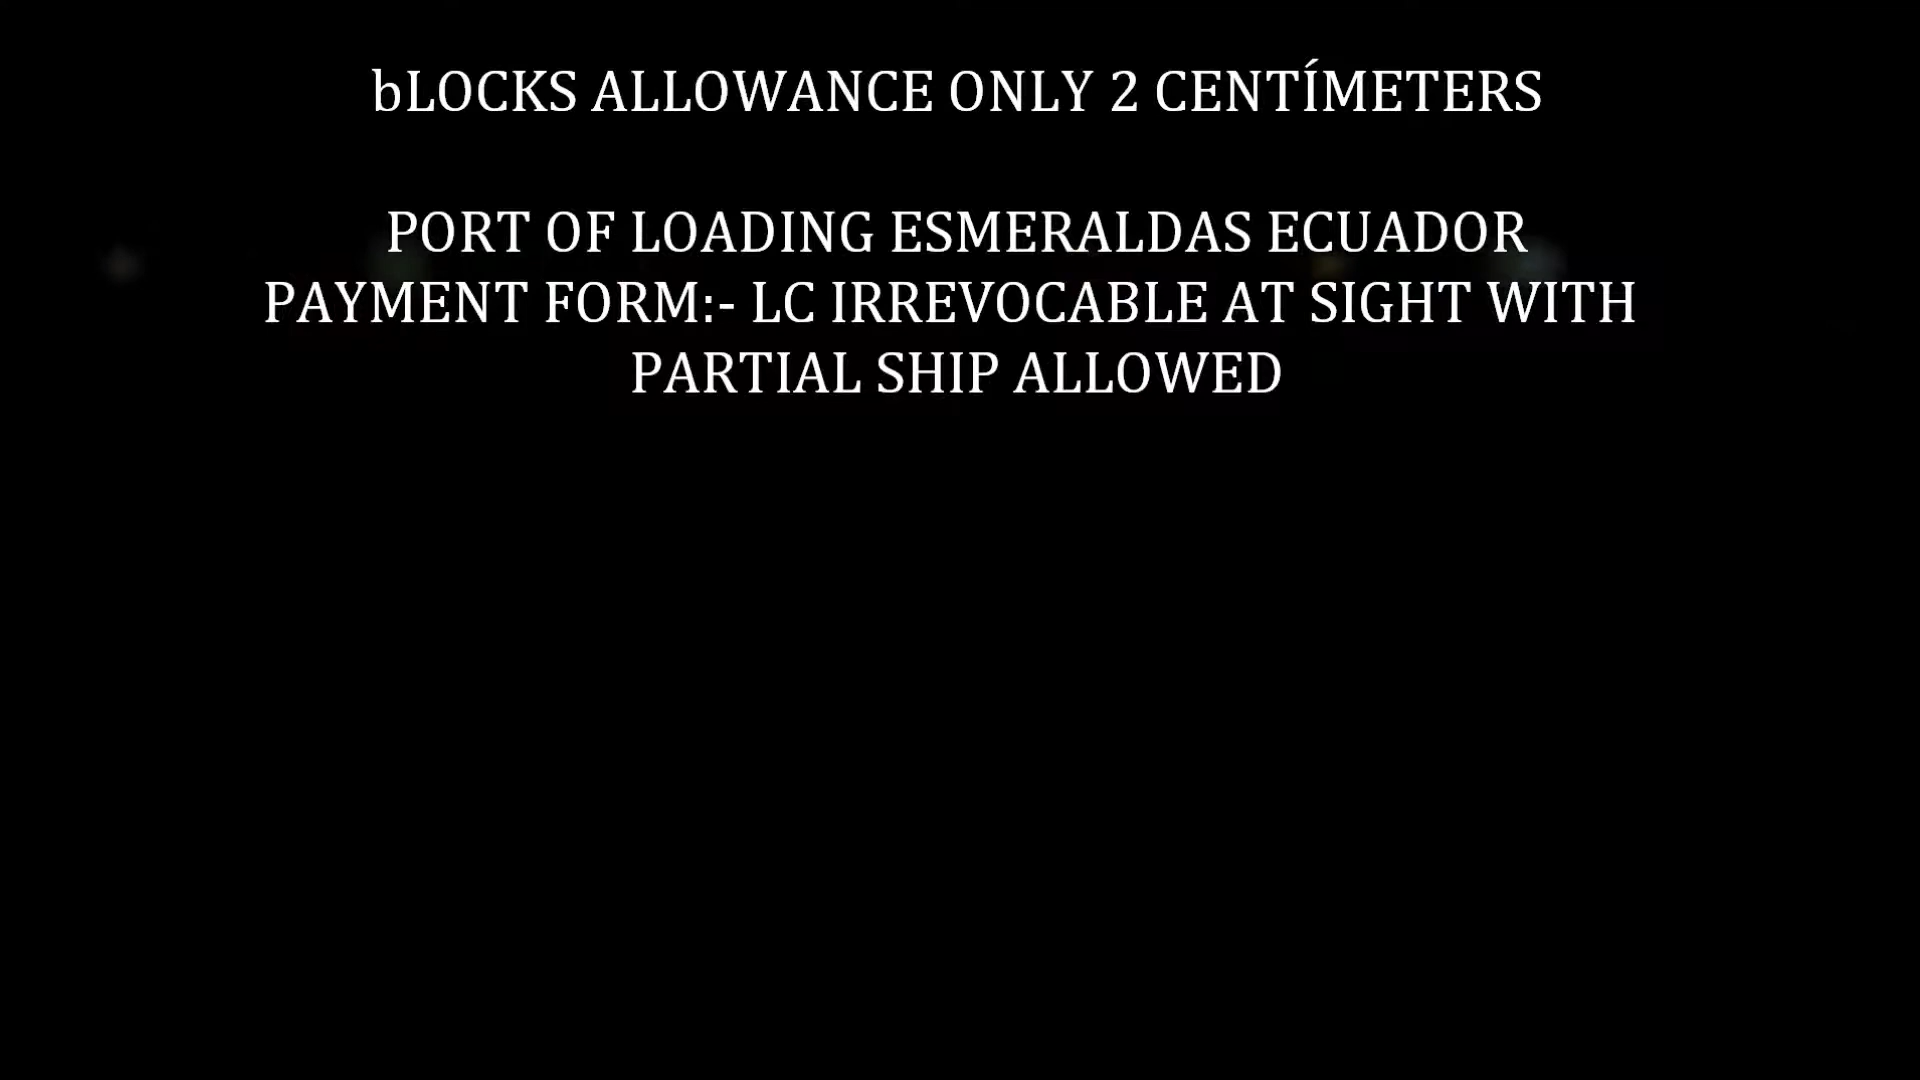 bLOCKS ALLOWANCE ONLY 2 CENTÍMETERS
PORT OF LOADING ESMERALDAS ECUADOR
PAYMENT FORM:- LC IRREVOCABLE AT SIGHT WITH
PARTIAL SHIP ALLOWED